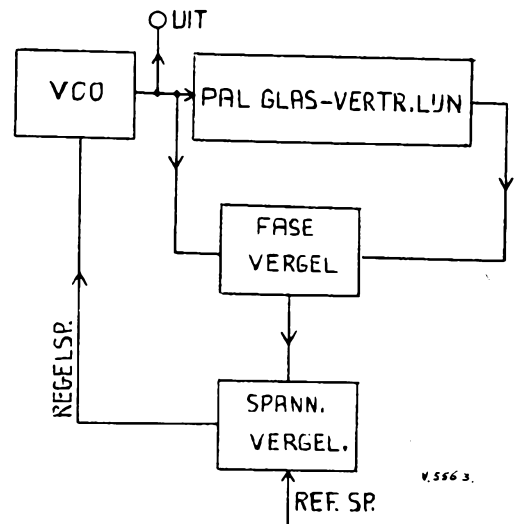 UIT
VCO
PAL GLAS-VERTR.LIJN
FASE
VERGEL
REGELSP.
SPANN.
VERGEL.
REF. SP.
V.556 3.